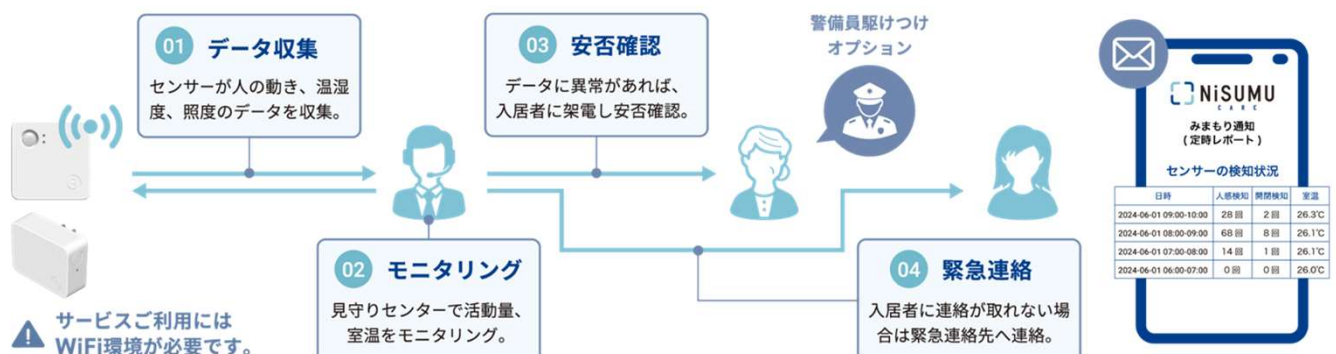 01 データ収集
センサーが人の動き、温湿
度、照度のデータを収集。
03 安否確認
データに異常があれば、
入居者に架電し安否確認。
警備員駆けつけ
オプション
02 モニタリング
見守りセンターで活動量、
室温をモニタリング。
04 緊急連絡
入居者に連絡が取れない場
合は緊急連絡先へ連絡。
サービスご利用には
WiFi環境が必要です。
NiSUMU
CARE
みまもり通知
(定時レポート)
センサーの検知状況
日時 人感検知 開閉検知 室温
2024-06-01 09:00-10:00 28回 2回 26.3℃
2024-06-01 08:00-09:00 68回 8回 26.1℃
2024-06-01 07:00-08:00 14回 1回 26.1℃
2024-06-01 06:00-07:00 0回 0回 26.0℃